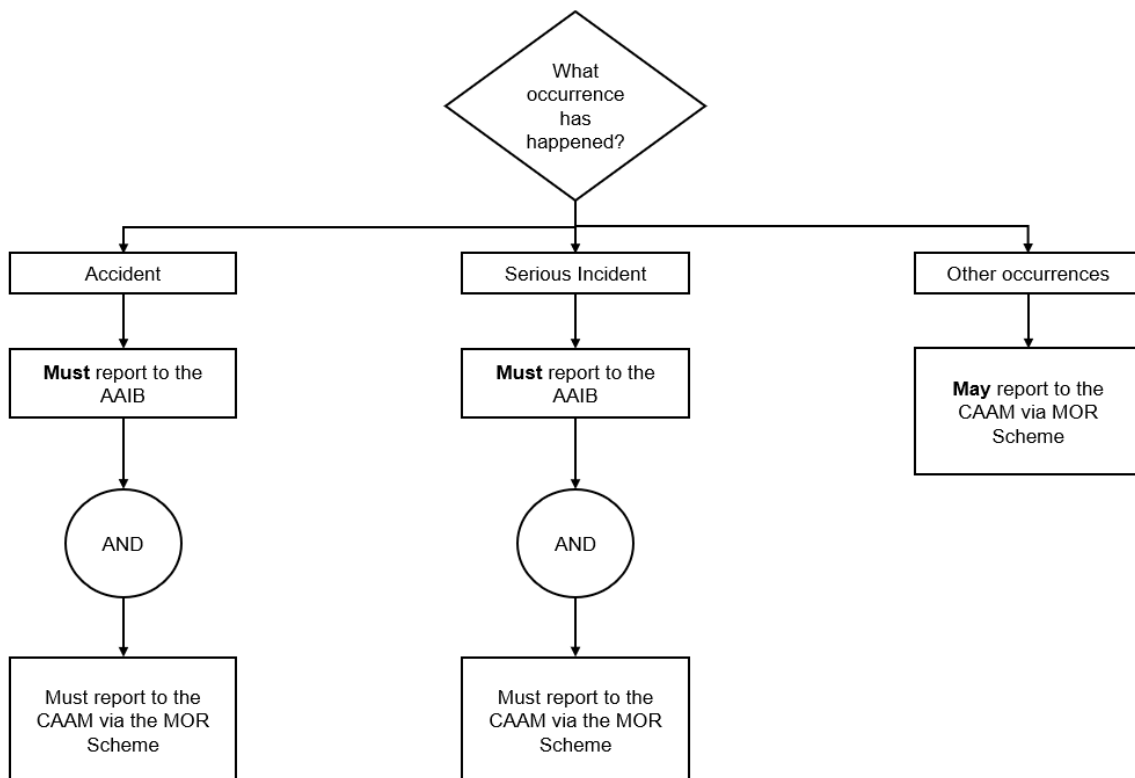 What
occurrence
has
happened?
Accident
Serious Incident
Other occurrences
Must report to the
AAIB
Must report to the
AAIB
May report to the
CAAM via MOR
Scheme
AND
AND
Must report to the
CAAM via the MOR
Scheme
Must report to the
CAAM via the MOR
Scheme